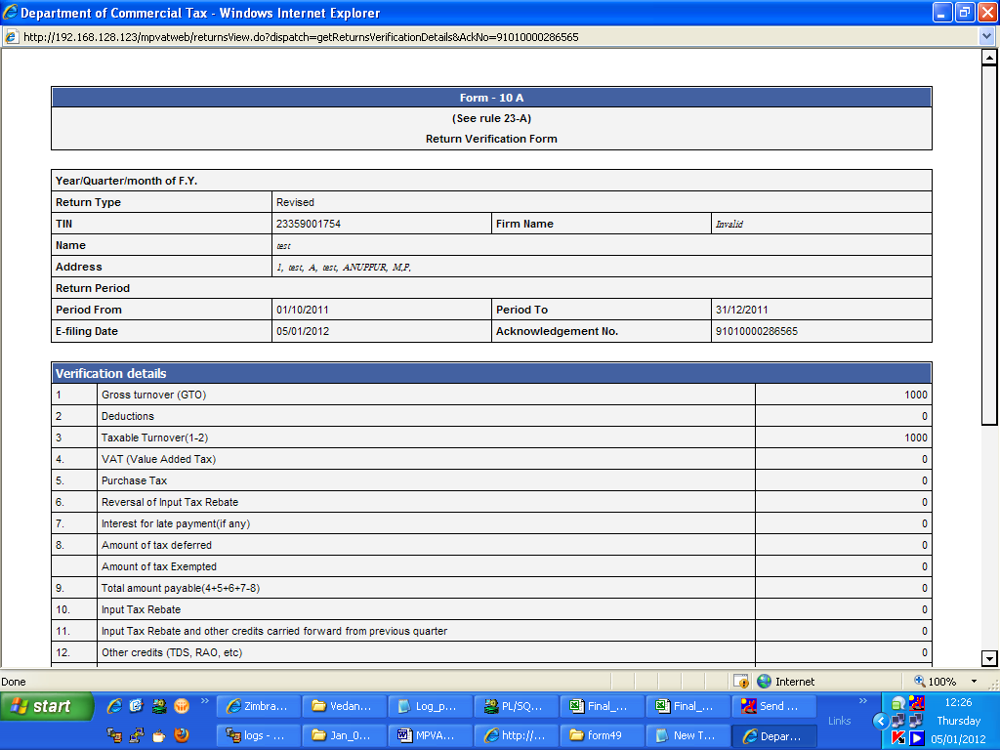 Department of Commercial Tax - Windows Internet Explorer
http://192.168.128.123/mpvatweb/returnsView.do?dispatch=getReturnsVerificationDetails&AckNo=91010000286565
Form - 10 A
(See rule 23-A)
Return Verification Form
Year/Quarter/month of F.Y.
Return Type Revised
TIN 23359001754 Firm Name Invalid
Name test
Address 1, test, A, test, ANUPPUR, M,P,
Return Period
Period From 01/10/2011 Period To 31/12/2011
E-filing Date 05/01/2012 Acknowledgement No. 91010000286565
Verification details
1 Gross turnover (GTO) 1000
2 Deductions 0
3 Taxable Turnover(1-2) 1000
4. VAT (Value Added Tax) 0
5. Purchase Tax 0
6. Reversal of Input Tax Rebate 0
7. Interest for late payment(if any) 0
8. Amount of tax deferred 0
Amount of tax Exempted 0
9. Total amount payable(4+5+6+7-8) 0
10. Input Tax Rebate 0
11. Input Tax Rebate and other credits carried forward from previous quarter 0
12. Other credits (TDS, RAO, etc) 0
Done Internet 100%
start Zimbra... Vedan... Log_p... PL/SQ... Final_... Final_... Send ... 12:26
Links Thursday
logs - ... Jan_0... MPVA... http://... form49 New T... Depar... 05/01/2012